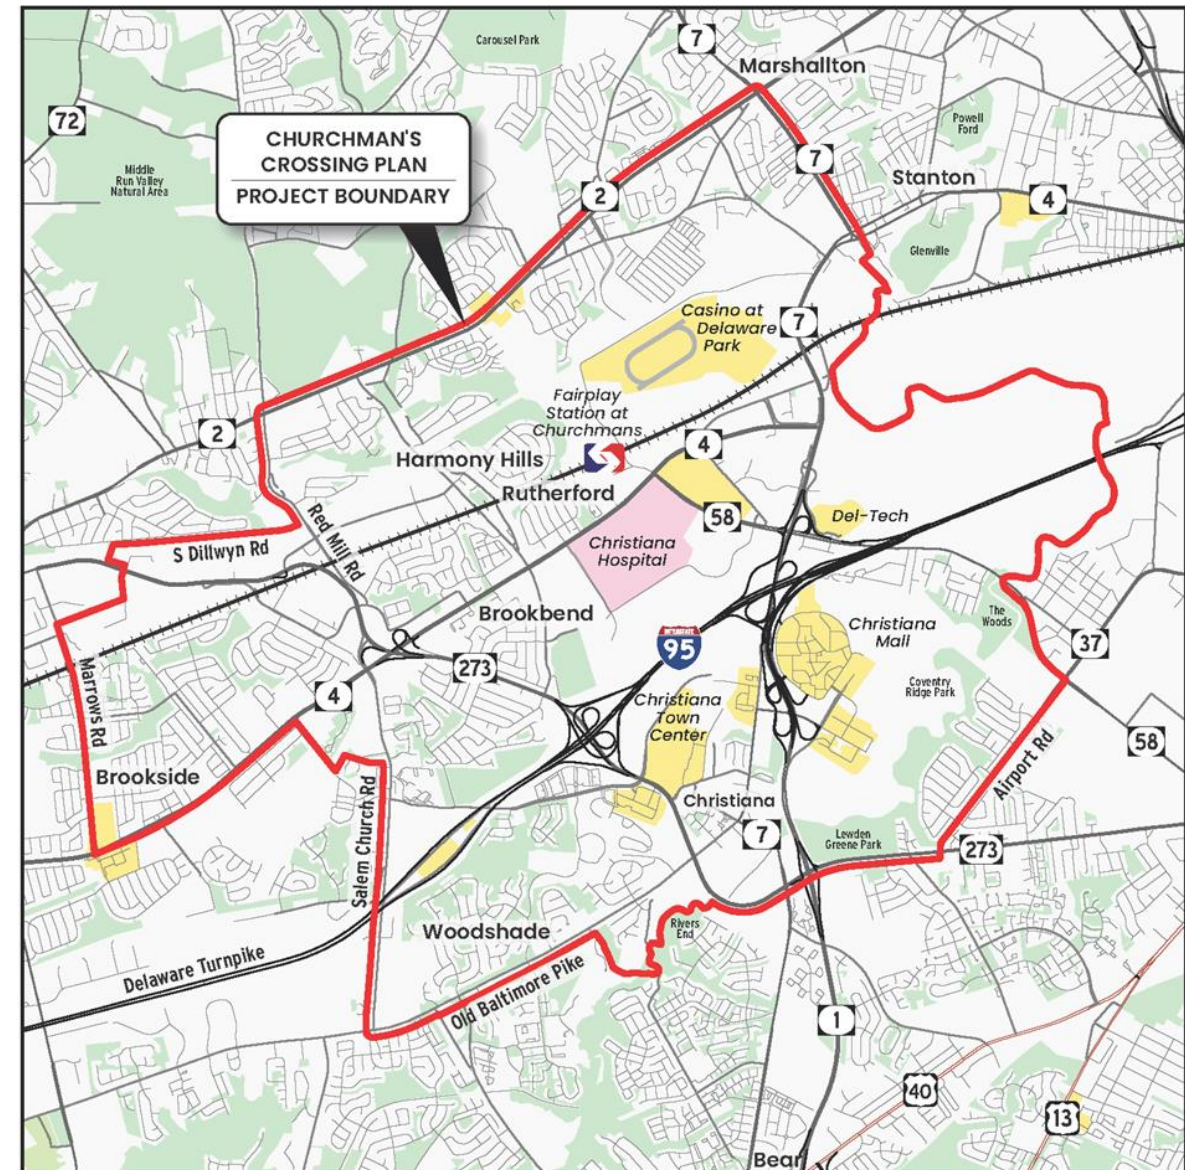 Carousel Park
7
Marshallton
72
CHURCHMAN'S
CROSSING PLAN
PROJECT BOUNDARY
Powell
Ford
Middle
Run Valley
Natural Area
7
Stanton
2
4
Glenville
Casino at
Delaware
Park
7
Fairplay
Station at
Churchmans
2
4
Harmony Hills
Rutherford
58
Del-Tech
Red Mill Rd
S Dillwyn Rd
Christiana
Hospital
Brookbend
The
Woods
Christiana
Mall
INTERSTATE
95
37
273
Coventry
Ridge Park
Marrows Rd
4
Christiana
Town
Center
58
Airport Rd
Brookside
Salem Church Rd
Christiana
7
Lewden
Greene Park
273
Woodshade
Rivers
End
Delaware Turnpike
Old Baltimore Pike
1
40
13
Bear